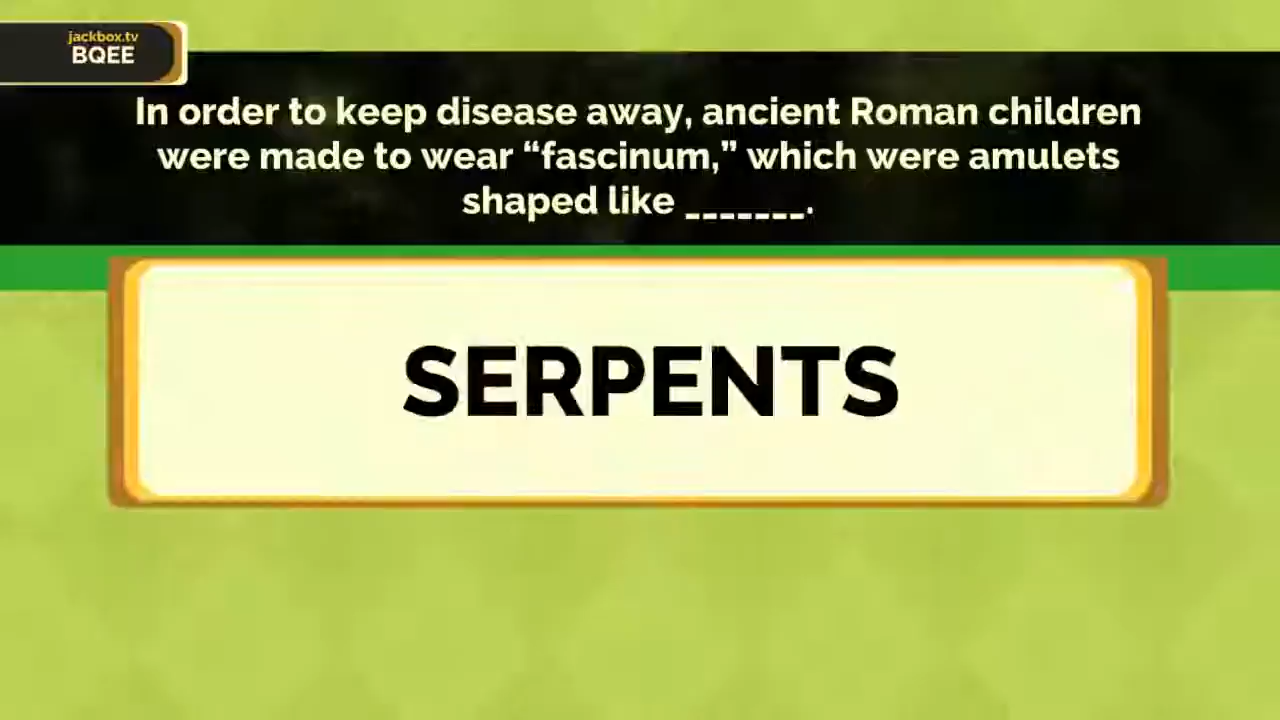 jackbox.tv
BQEE
In order to keep disease away, ancient Roman children
were made to wear “fascinum,” which were amulets
shaped like _______.
SERPENTS